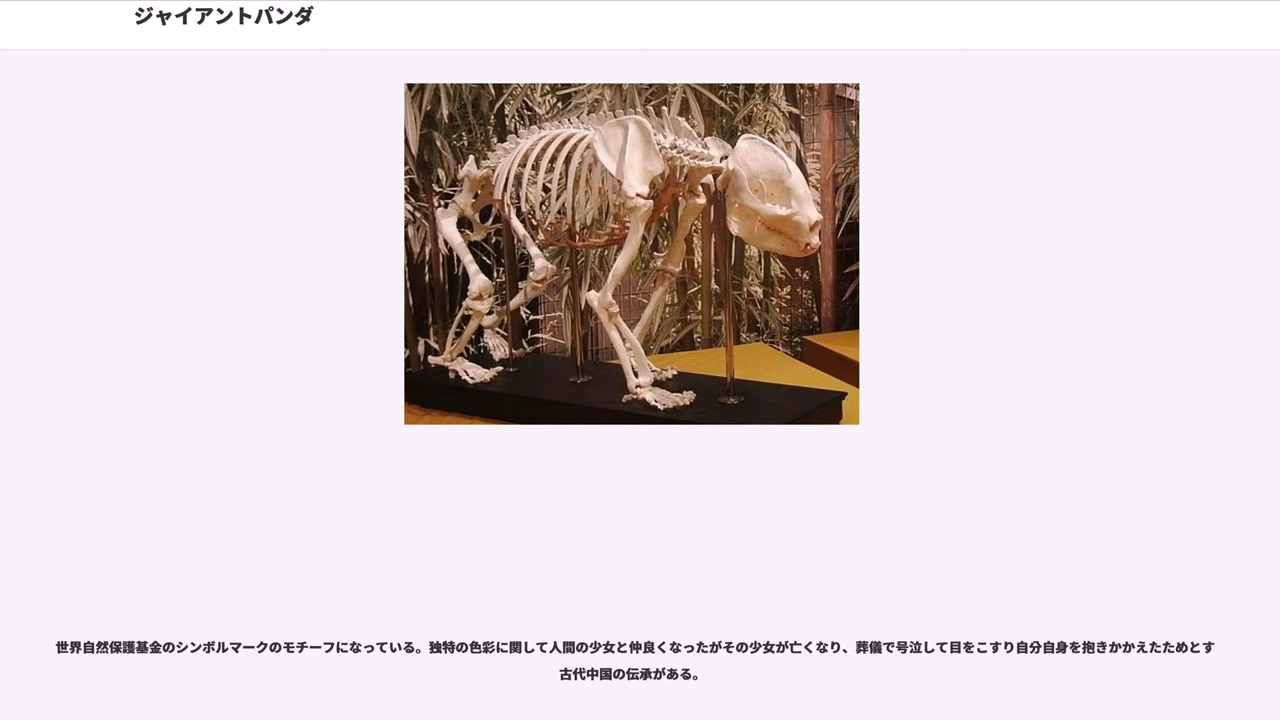 ジャイアントパンダ
世界自然保護基金のシンボルマークのモチーフになっている。独特の色彩に関して人間の少女と仲良くなったがその少女が亡くなり、葬儀で号泣して目をこすり自分自身を抱きかかえたためとす
古代中国の伝承がある。